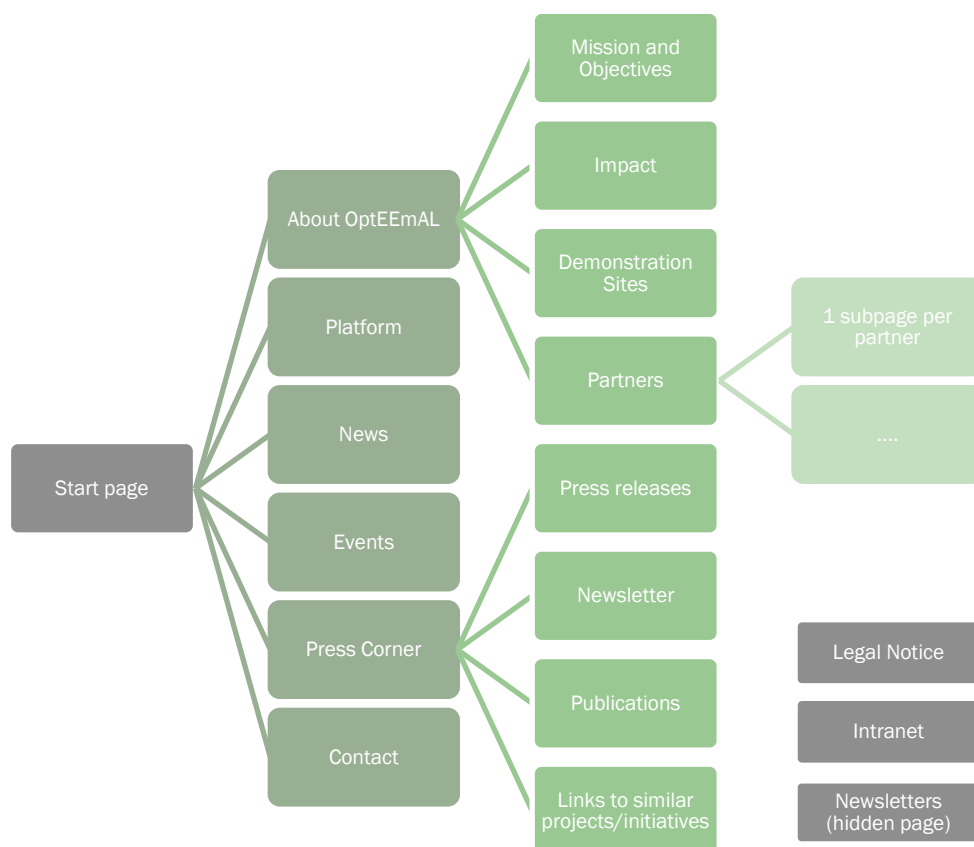 Mission and
Objectives
Impact
About OptEEmAL
Demonstration
Sites
Platform
1 subpage per
partner
Partners
News
....
Start page
Press releases
Events
Newsletter
Press Corner
Legal Notice
Publications
Intranet
Contact
Links to similar
projects/initiatives
Newsletters
(hidden page)